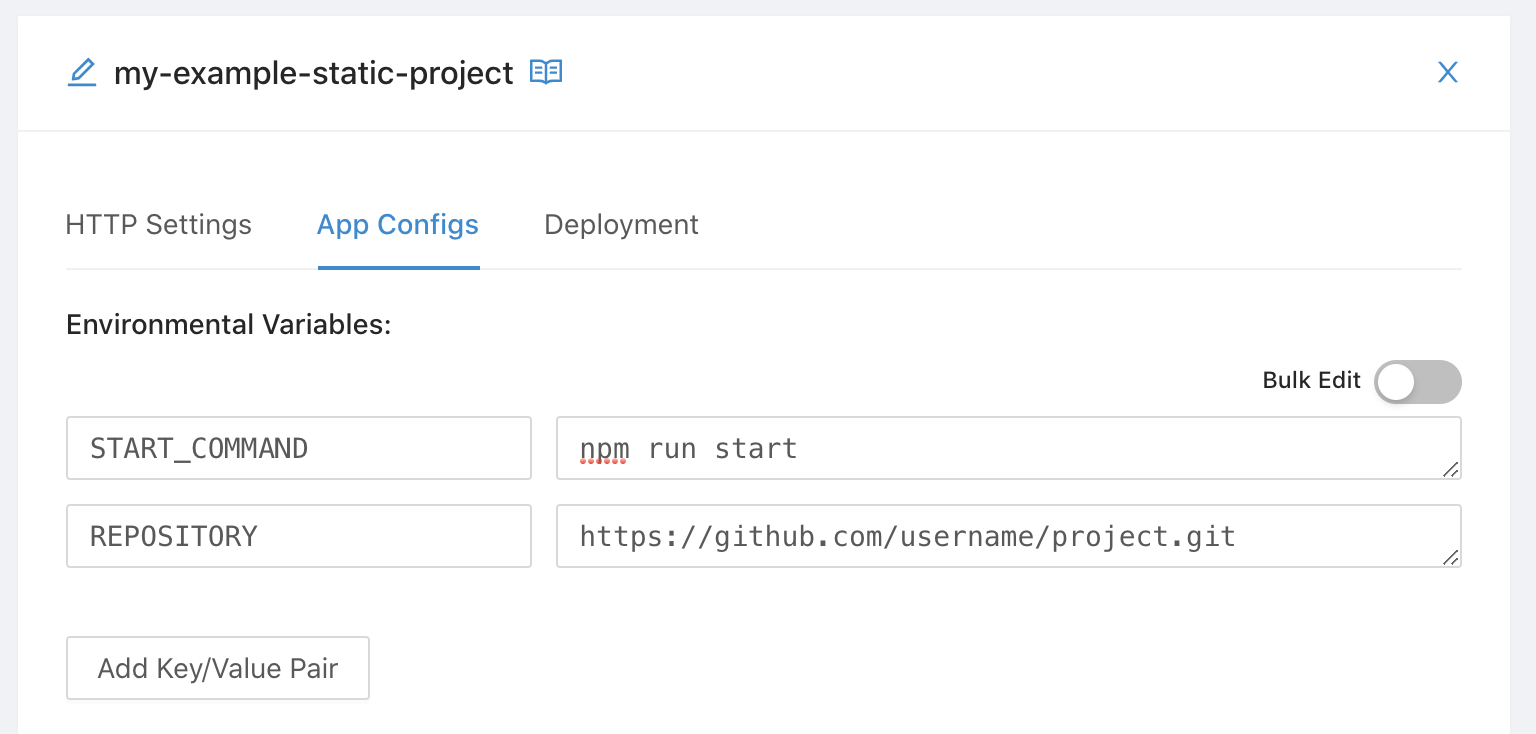 my-example-static-project
HTTP Settings App Configs Deployment
Environmental Variables:
Bulk Edit
START_COMMAND npm run start
REPOSITORY https://github.com/username/project.git
Add Key/Value Pair